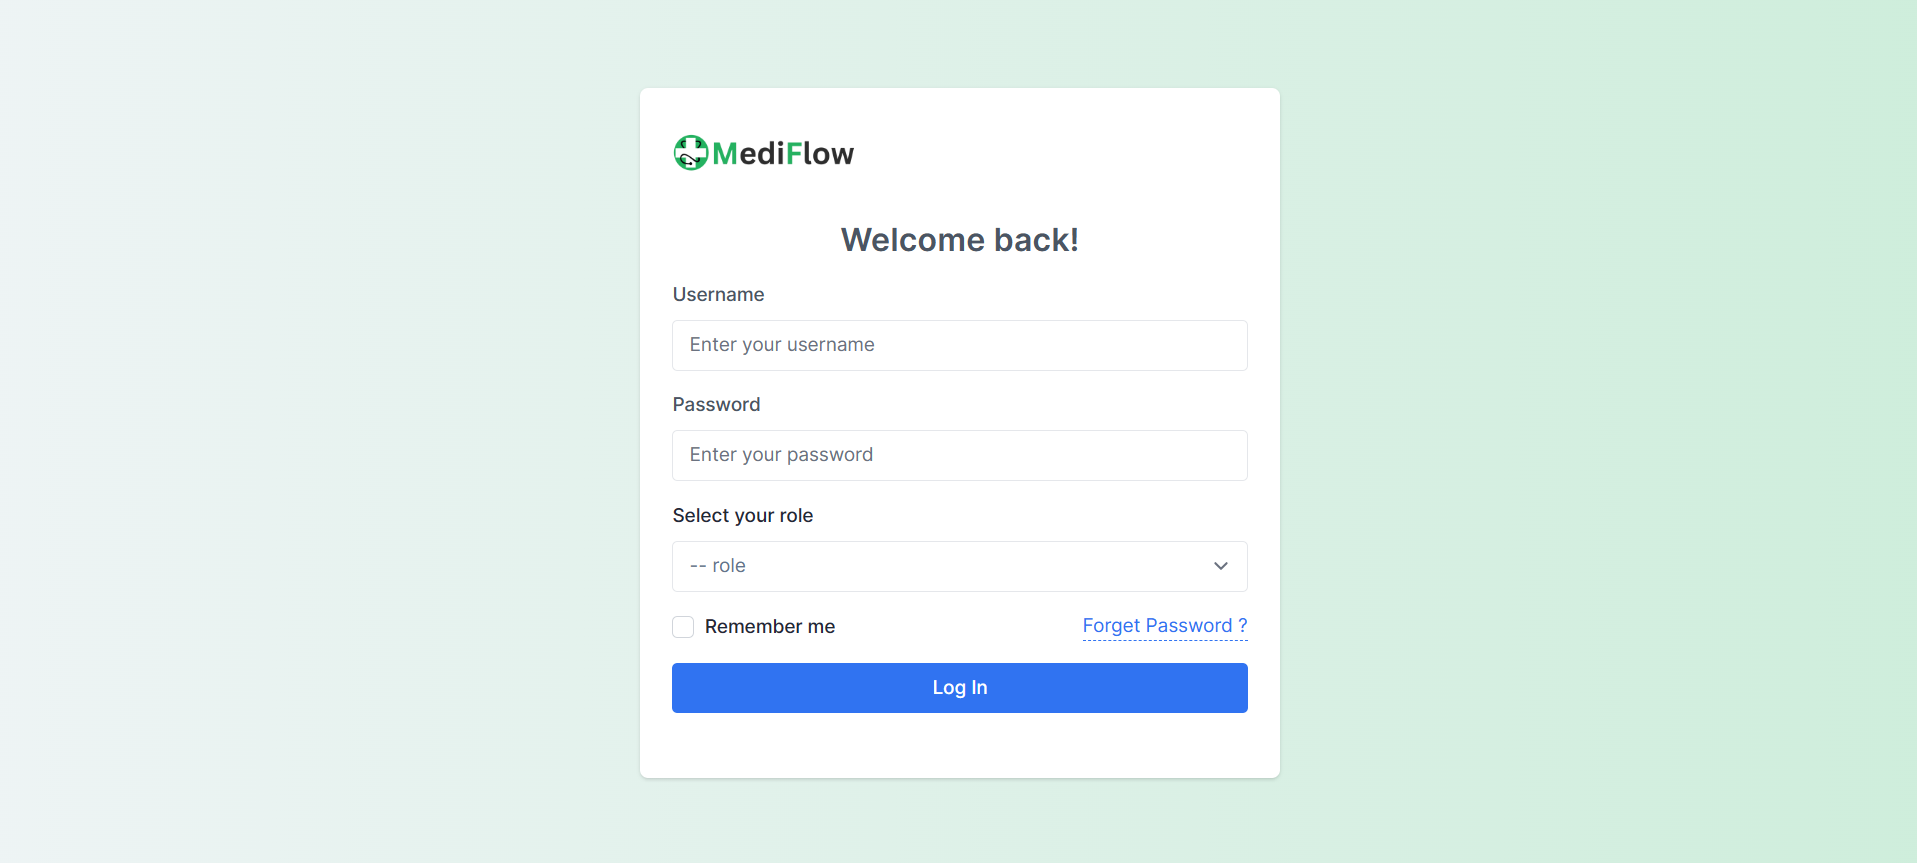 MediFlow
Welcome back!
Username
Enter your username
Password
Enter your password
Select your role
-- role
Remember me
Forget Password ?
Log In